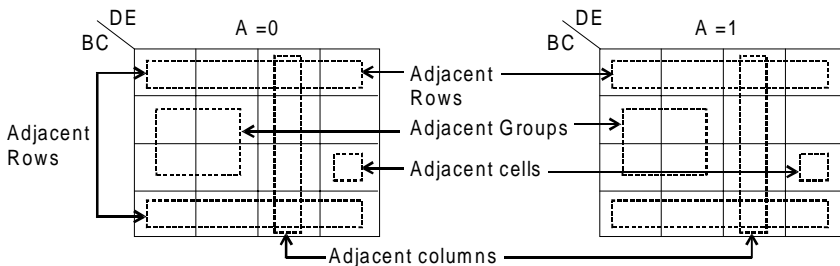 DE
A =0
BC
DE
A =1
BC
Adjacent
Rows
Adjacent
Rows
Adjacent Groups
Adjacent cells
Adjacent columns